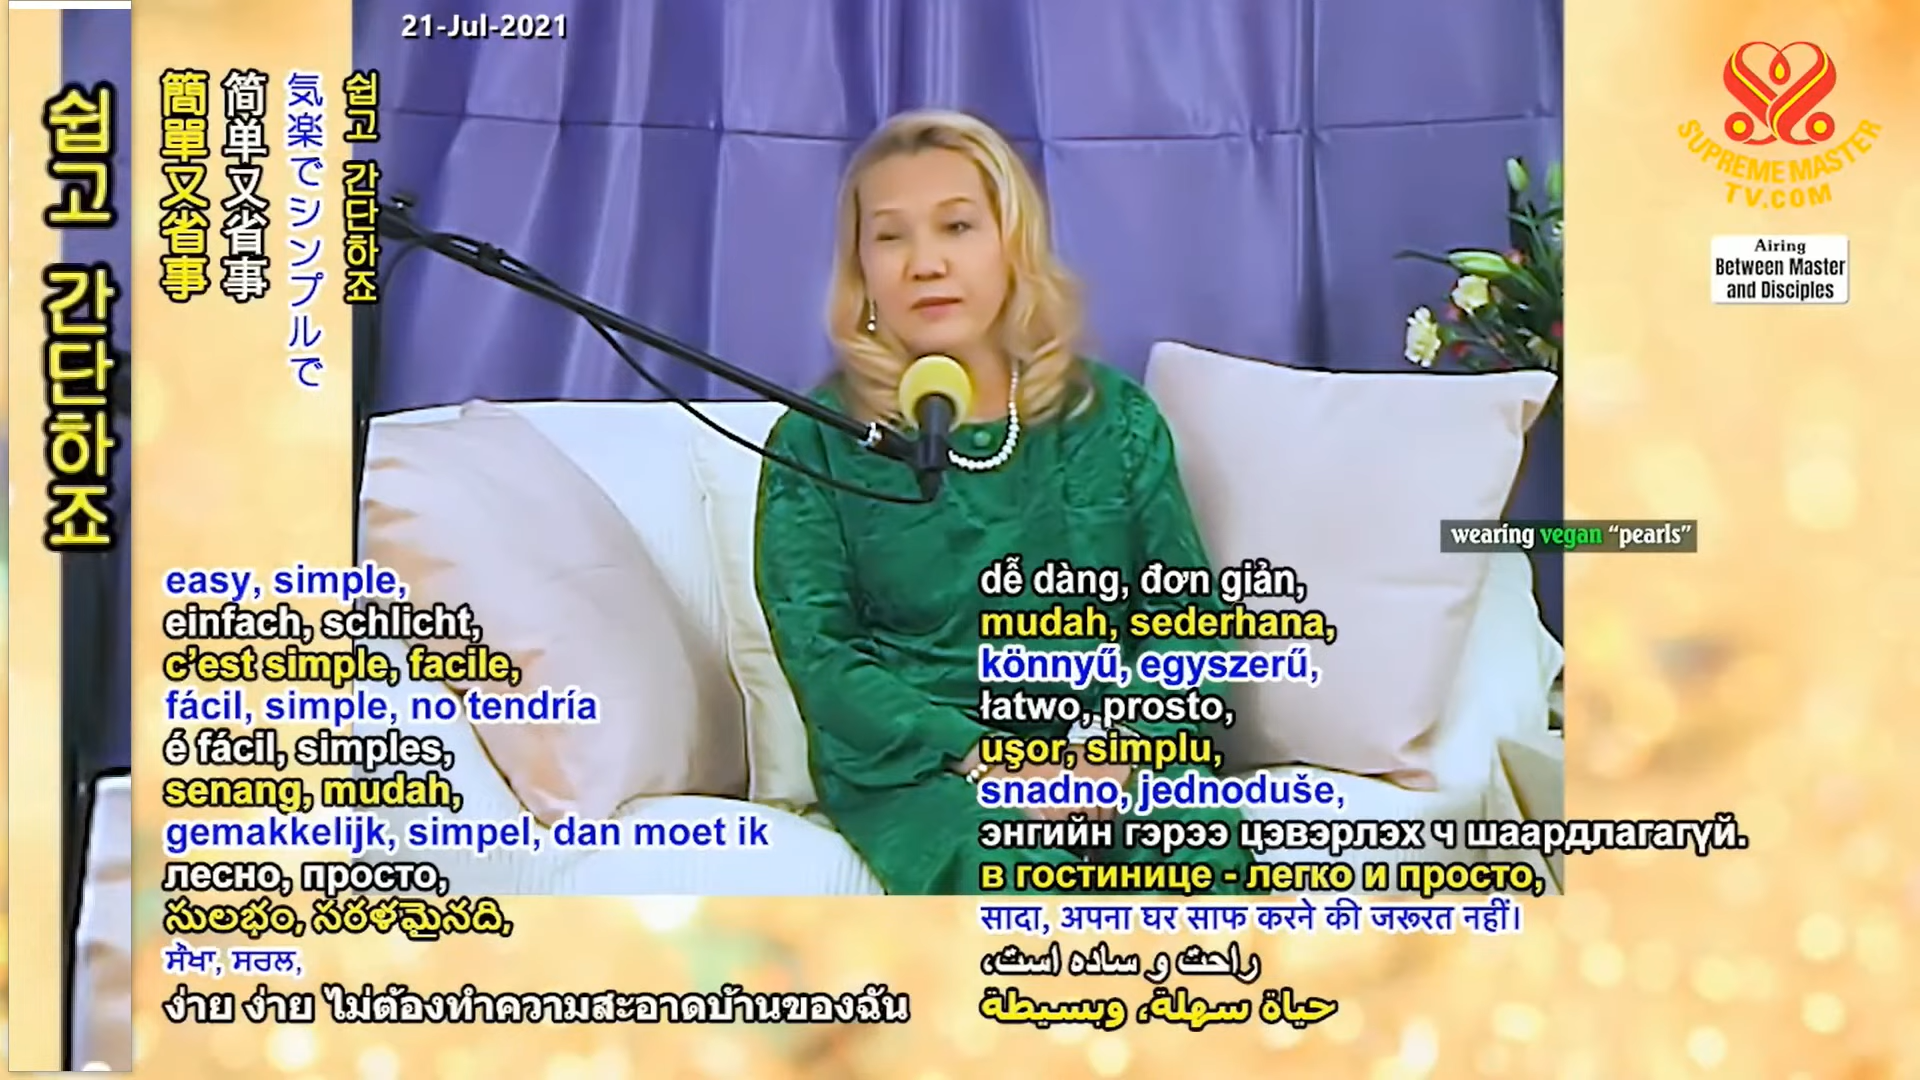 21-Jul-2021
쉽고 간단하죠
簡單又省事
简单又省事
気楽でシンプルで
쉽고 간단하죠
SUPREME MASTER
TV.COM
Airing
Between Master
and Disciples
wearing vegan “pearls”
easy, simple,
einfach, schlicht,
c’est simple, facile,
fácil, simple, no tendría
é fácil, simples,
senang, mudah,
gemakkelijk, simpel, dan moet ik
лесно, просто,
సులభం, సరళమైనది,
ਸੌਖਾ, ਸਰਲ,
ง่าย ง่าย ไม่ต้องทำความสะอาดบ้านของฉัน
dễ dàng, đơn giản,
mudah, sederhana,
könnyű, egyszerű,
łatwo, prosto,
uşor, simplu,
snadno, jednoduše,
энгийн гэрээ цэвэрлэх ч шаардлагагүй.
в гостинице - легко и просто,
सादा, अपना घर साफ करने की जरूरत नहीं।
راحت و ساده است،
حياة سهلة، وبسيطة